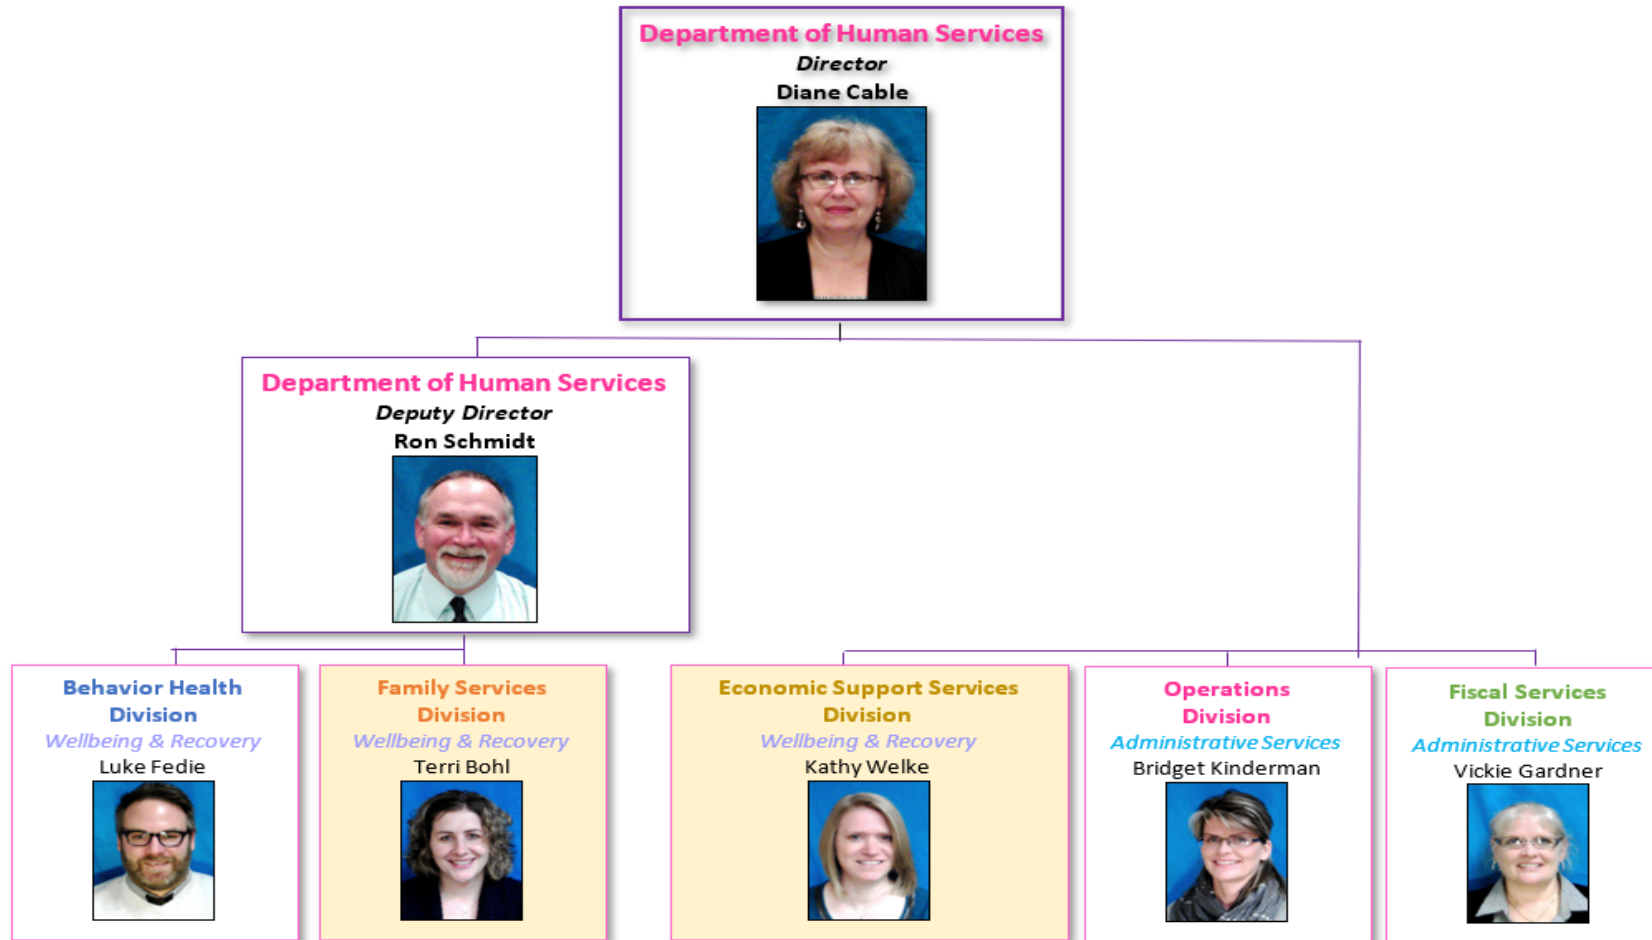 Department of Human Services
Director
Diane Cable
Department of Human Services
Deputy Director
Ron Schmidt
Behavior Health
Division
Wellbeing & Recovery
Luke Fedie
Family Services
Division
Wellbeing & Recovery
Terri Bohl
Economic Support Services
Division
Wellbeing & Recovery
Kathy Welke
Operations
Division
Administrative Services
Bridget Kinderman
Fiscal Services
Division
Administrative Services
Vickie Gardner